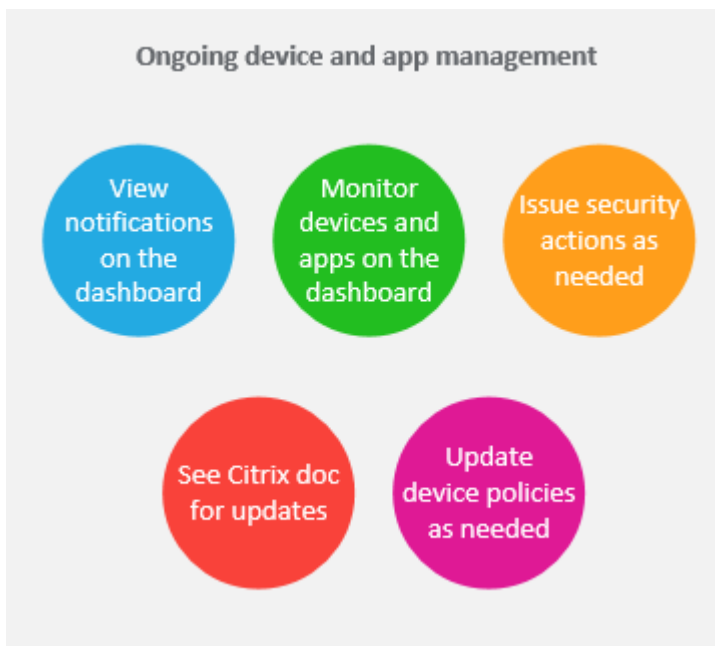 Ongoing device and app management
View
notifications
on the
dashboard
Monitor
devices and
apps on the
dashboard
Issue security
actions as
needed
See Citrix doc
for updates
Update
device policies
as needed